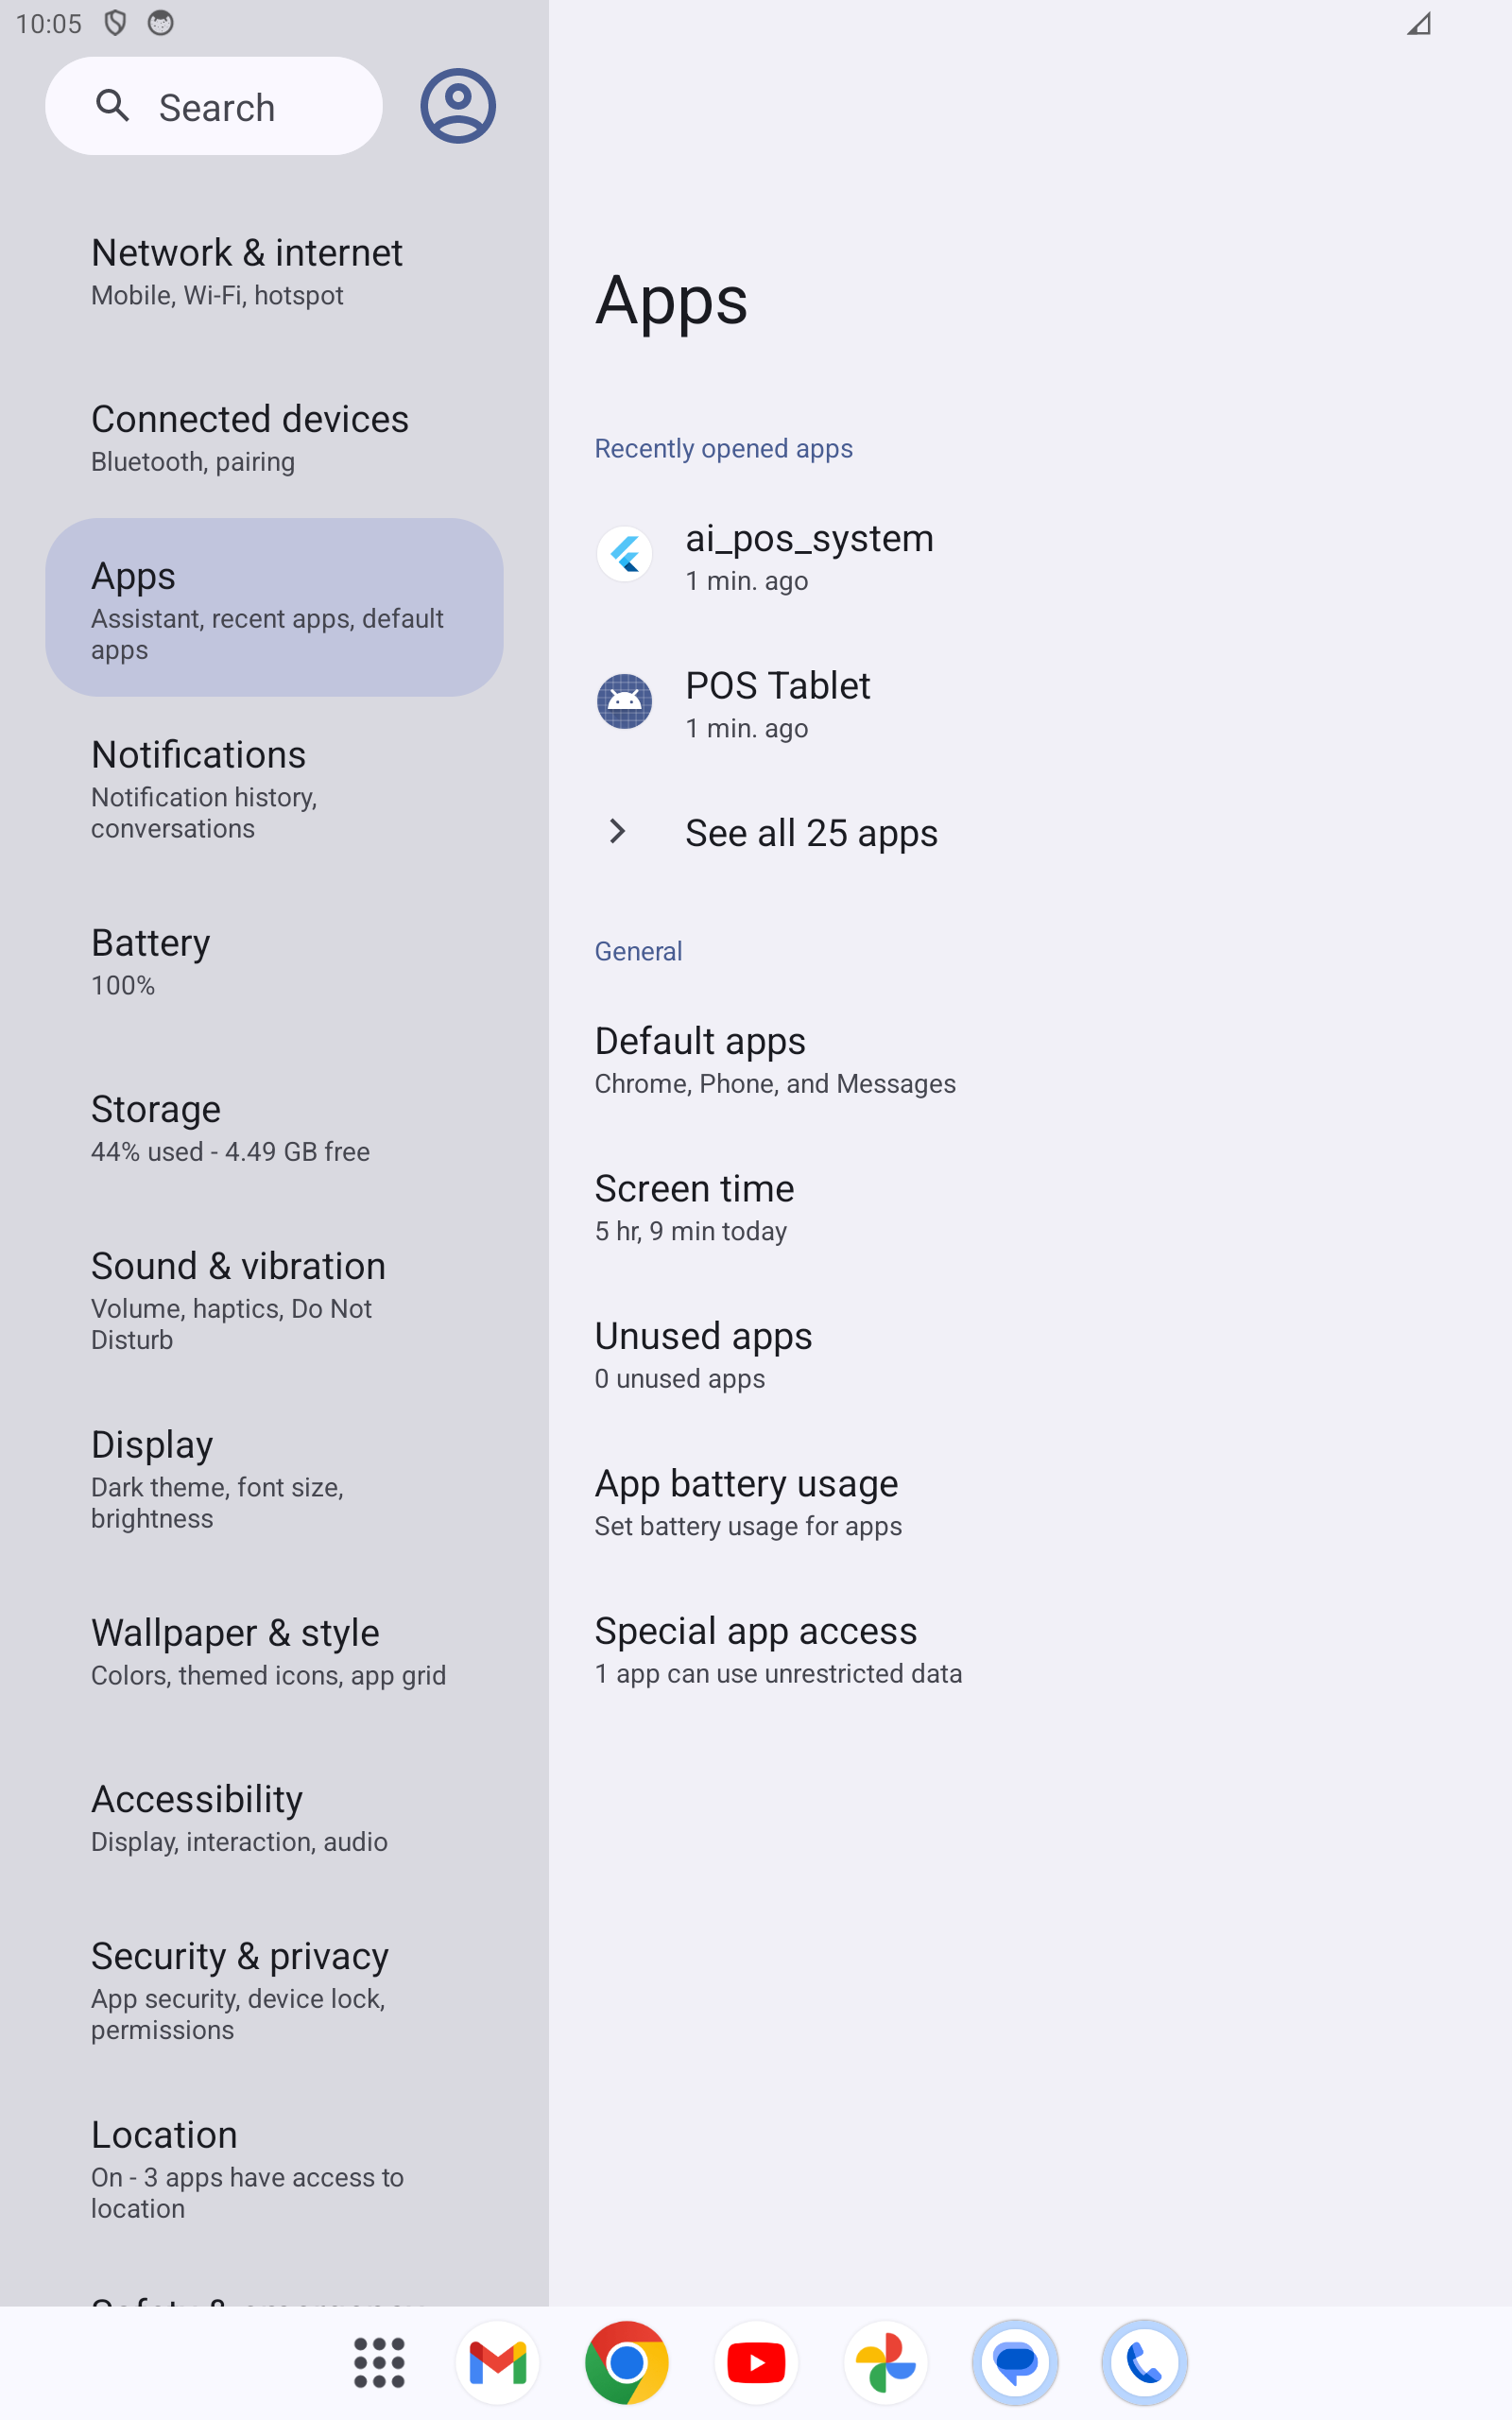 10:05
Search
Network & internet
Mobile, Wi-Fi, hotspot
Connected devices
Bluetooth, pairing
Apps
Assistant, recent apps, default
apps
Notifications
Notification history,
conversations
Battery
100%
Storage
44% used - 4.49 GB free
Sound & vibration
Volume, haptics, Do Not
Disturb
Display
Dark theme, font size,
brightness
Wallpaper & style
Colors, themed icons, app grid
Accessibility
Display, interaction, audio
Security & privacy
App security, device lock,
permissions
Location
On - 3 apps have access to
location
Apps
Recently opened apps
ai_pos_system
1 min. ago
POS Tablet
1 min. ago
See all 25 apps
General
Default apps
Chrome, Phone, and Messages
Screen time
5 hr, 9 min today
Unused apps
0 unused apps
App battery usage
Set battery usage for apps
Special app access
1 app can use unrestricted data